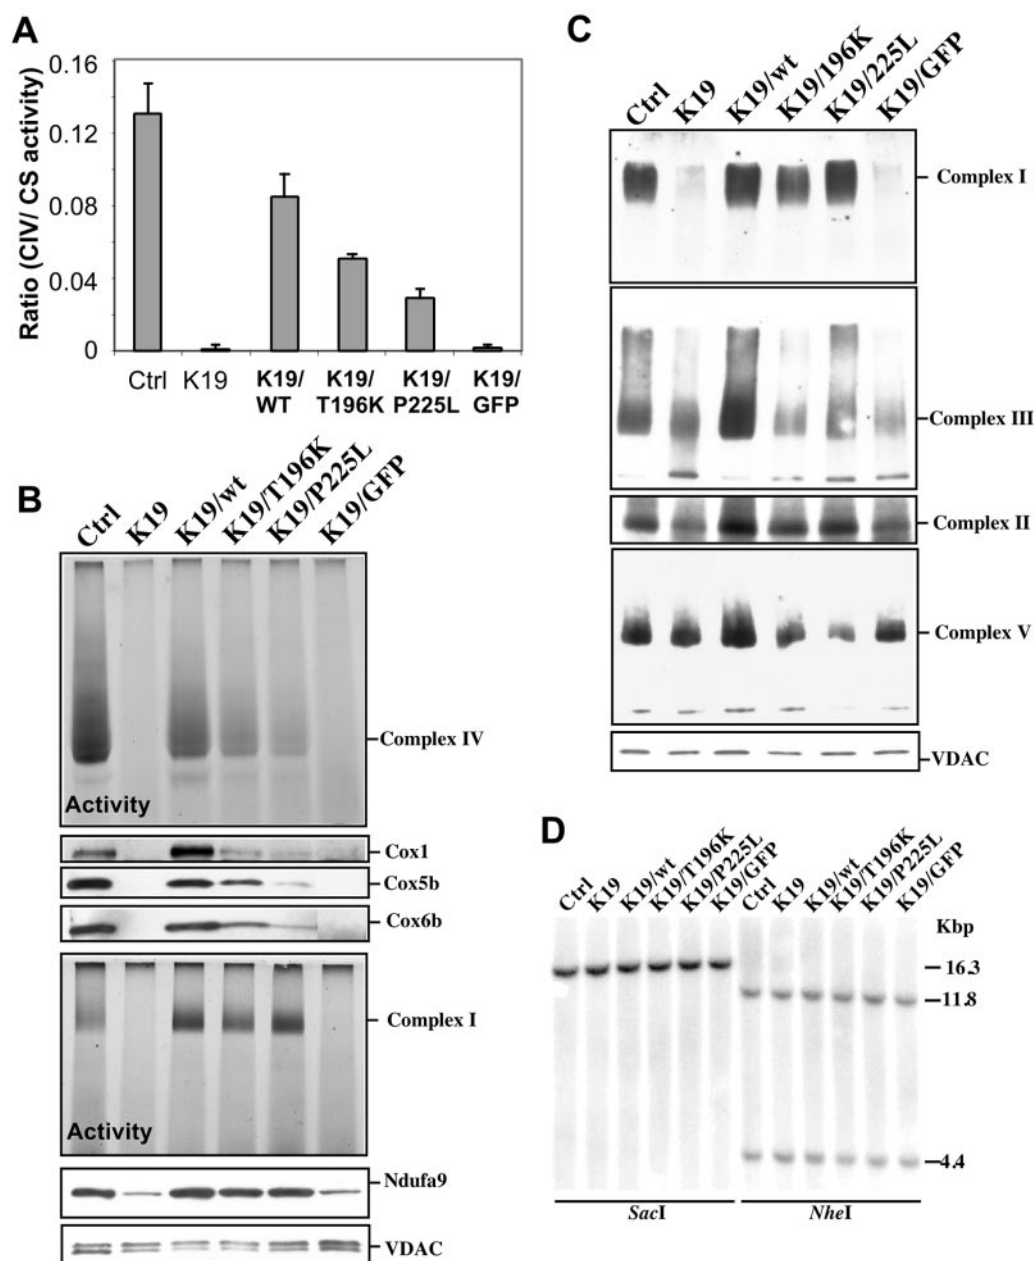 A
Ratio (CIV/ CS activity)
0.16
0.12
0.08
0.04
0
Ctrl K19 K19/WT K19/T196K K19/P225L K19/GFP
B
Ctrl K19 K19/wt K19/T196K K19/P225L K19/GFP
Complex IV
Activity
Cox1
Cox5b
Cox6b
Complex I
Activity
Ndufa9
VDAC
C
Ctrl K19 K19/wt K19/196K K19/225L K19/GFP
Complex I
Complex III
Complex II
Complex V
VDAC
D
Ctrl K19 K19/wt K19/T196K K19/P225L K19/GFP Ctrl K19 K19/wt K19/T196K K19/P225L K19/GFP
Kbp
16.3
11.8
4.4
SacI NheI